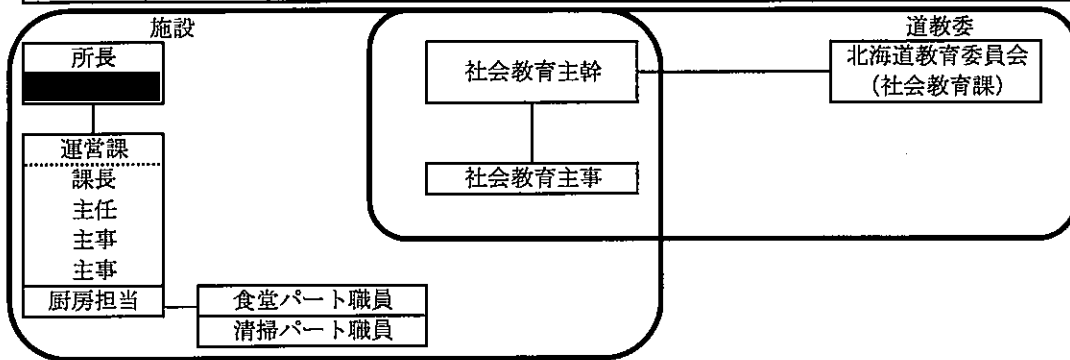 施設
所長
運営課
課長
主任
主事
主事
厨房担当
食堂パート職員
清掃パート職員
社会教育主幹
社会教育主事
道教委
北海道教育委員会
(社会教育課)